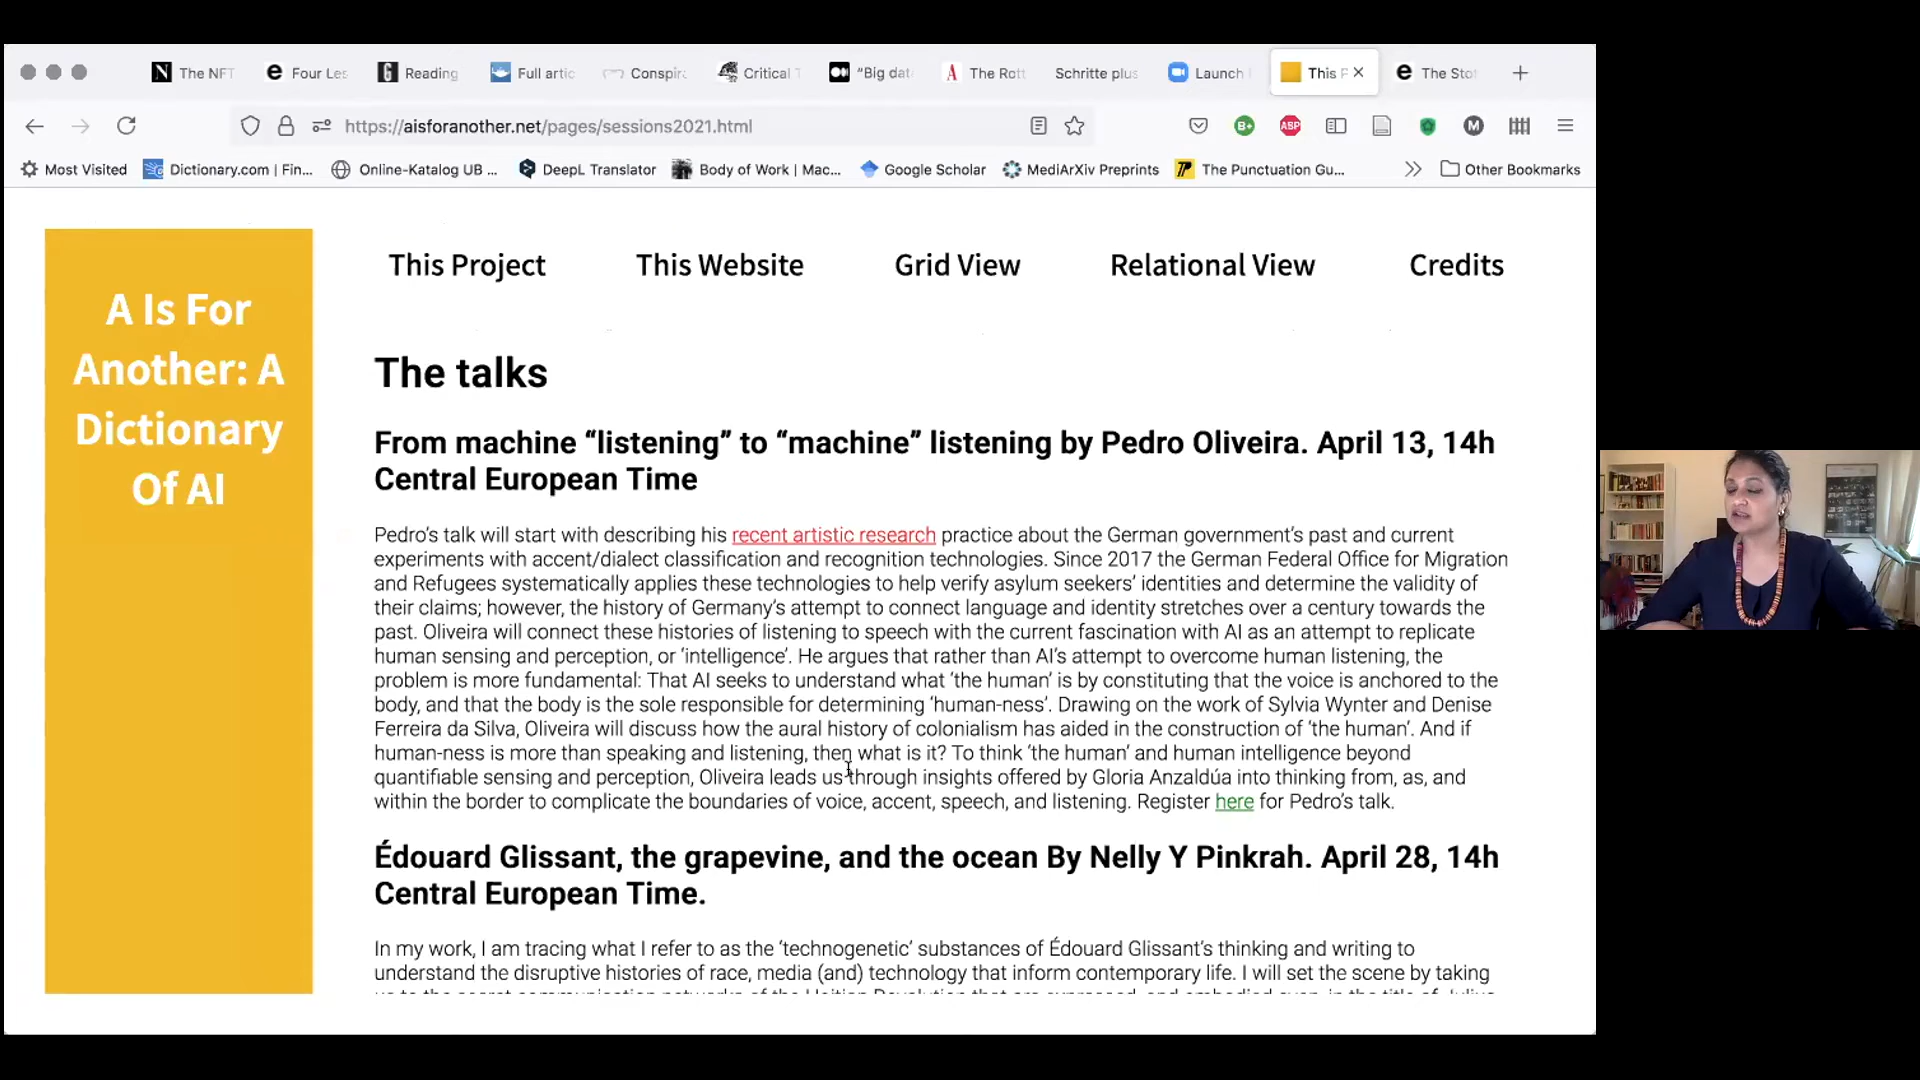 The NFT
Four Les
Reading
Full artic
Conspira
Critical T
“Big data
The Rott
Schritte plus
Launch
This P
The Stor
https://aisforanother.net/pages/sessions2021.html
B+
ABP
M
Most Visited
Dictionary.com | Fin...
Online-Katalog UB ...
DeepL Translator
Body of Work | Mac...
Google Scholar
MediArXiv Preprints
The Punctuation Gu...
Other Bookmarks
A Is For
Another: A
Dictionary
Of AI
This Project
This Website
Grid View
Relational View
Credits
The talks
From machine “listening” to “machine” listening by Pedro Oliveira. April 13, 14h
Central European Time
Pedro’s talk will start with describing his recent artistic research practice about the German government’s past and current
experiments with accent/dialect classification and recognition technologies. Since 2017 the German Federal Office for Migration
and Refugees systematically applies these technologies to help verify asylum seekers’ identities and determine the validity of
their claims; however, the history of Germany’s attempt to connect language and identity stretches over a century towards the
past. Oliveira will connect these histories of listening to speech with the current fascination with AI as an attempt to replicate
human sensing and perception, or ‘intelligence’. He argues that rather than AI’s attempt to overcome human listening, the
problem is more fundamental: That AI seeks to understand what ‘the human’ is by constituting that the voice is anchored to the
body, and that the body is the sole responsible for determining ‘human-ness’. Drawing on the work of Sylvia Wynter and Denise
Ferreira da Silva, Oliveira will discuss how the aural history of colonialism has aided in the construction of ‘the human’. And if
human-ness is more than speaking and listening, then what is it? To think ‘the human’ and human intelligence beyond
quantifiable sensing and perception, Oliveira leads us through insights offered by Gloria Anzaldúa into thinking from, as, and
within the border to complicate the boundaries of voice, accent, speech, and listening. Register here for Pedro’s talk.
Édouard Glissant, the grapevine, and the ocean By Nelly Y Pinkrah. April 28, 14h
Central European Time.
In my work, I am tracing what I refer to as the ‘technogenetic’ substances of Édouard Glissant’s thinking and writing to
understand the disruptive histories of race, media (and) technology that inform contemporary life. I will set the scene by taking